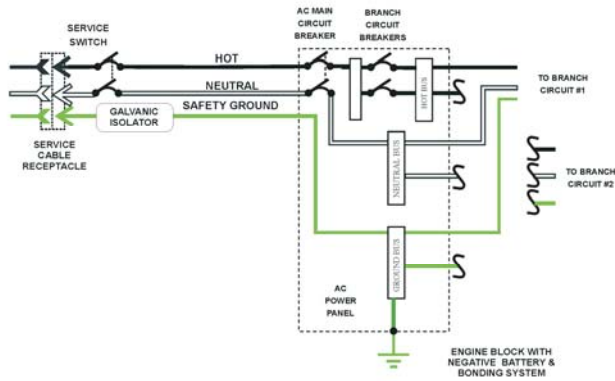 SERVICE
SWITCH
AC MAIN
CIRCUIT
BREAKER
BRANCH
CIRCUIT
BREAKERS
HOT
NEUTRAL
SAFETY GROUND
GALVANIC
ISOLATOR
SERVICE
CABLE
RECEPTACLE
HOT BUS
NEUTRAL BUS
GROUND BUS
TO BRANCH
CIRCUIT #1
TO BRANCH
CIRCUIT #2
AC
POWER
PANEL
ENGINE BLOCK WITH
NEGATIVE BATTERY &
BONDING SYSTEM